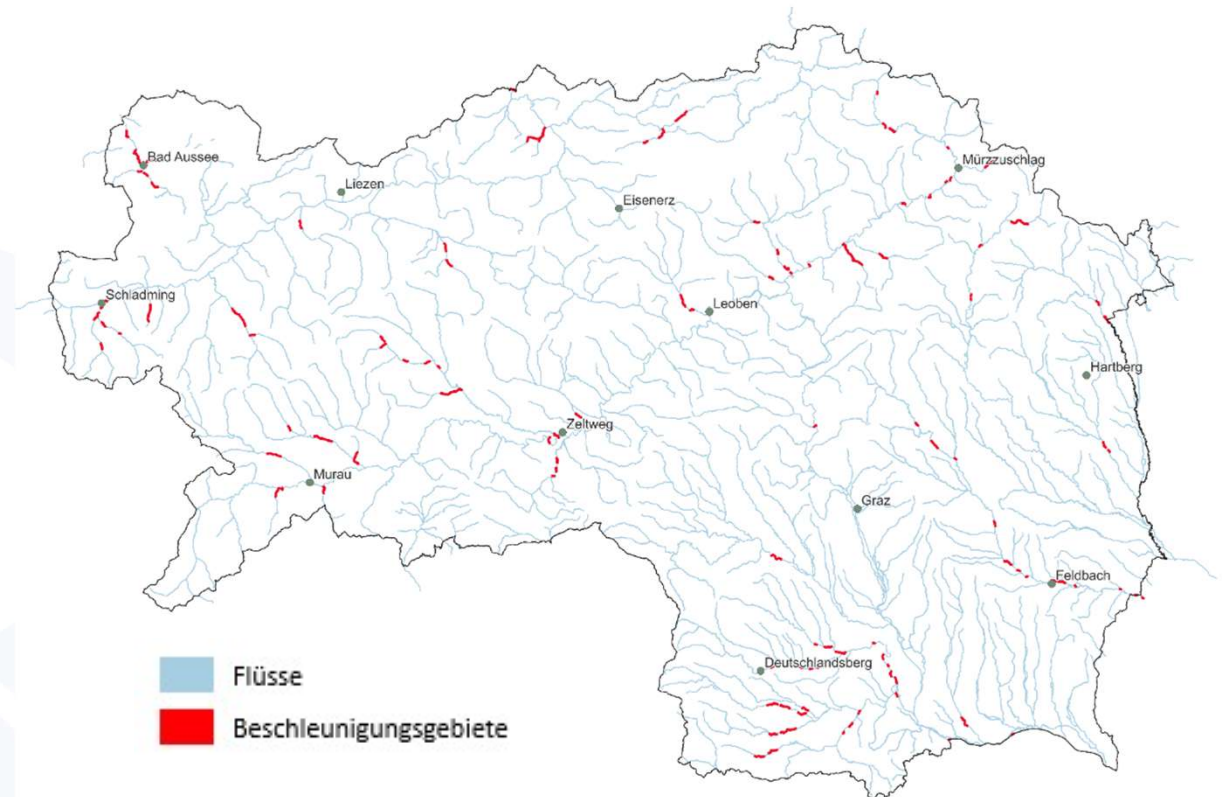 Bad Aussee
Mürzzuschlag
Liezen
Eisenerz
Schladming
Leoben
Hartberg
Zeltweg
Murau
Graz
Feldbach
Deutschlandsberg
Flüsse
Beschleunigungsgebiete